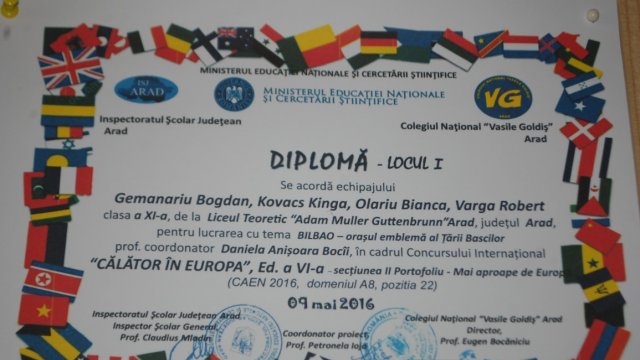 MINISTERUL EDUCAȚIEI NAȚIONALE ȘI CERCETĂRII ȘTIINȚIFICE
ISJ
ARAD
MINISTERUL EDUCAȚIEI NAȚIONALE
ȘI CERCETĂRII ȘTIINȚIFICE
VG
Inspectoratul Școlar Județean
Arad
Colegiul Național "Vasile Goldiș"
Arad
DIPLOMĂ - LOCUL I
Se acordă echipajului
Gemanariu Bogdan, Kovacs Kinga, Olariu Bianca, Varga Robert
clasa a XI-a, de la Liceul Teoretic "Adam Muller Guttenbrunn"Arad, județul Arad,
pentru lucrarea cu tema BILBAO – orașul emblemă al Țării Bascilor
prof. coordonator Daniela Anișoara Bocîi, în cadrul Concursului Internațional
"CĂLĂTOR ÎN EUROPA", Ed. a VI-a - secțiunea II Portofoliu - Mai aproape de Europa
(CAEN 2016, domeniul A8, pozitia 22)
09 mai 2016
Inspectoratul Școlar Județean Arad
Inspector Școlar General,
Prof. Claudius Mladin
Coordonator proiect,
Prof. Petronela Ioja
Colegiul Național "Vasile Goldiș" Arad
Director,
Prof. Eugen Bocăniciu